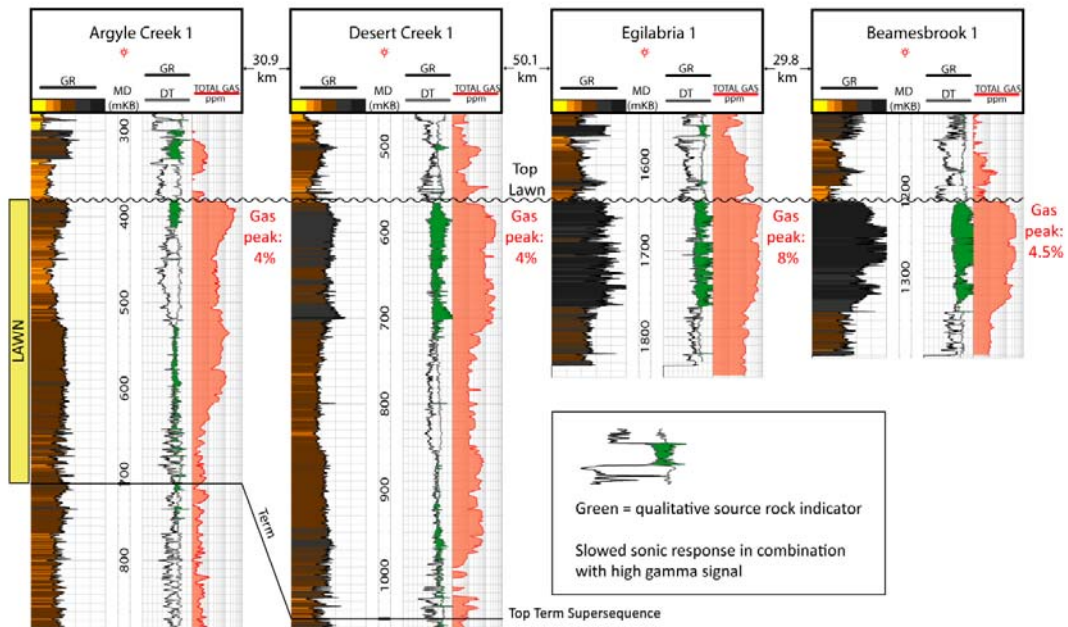 Argyle Creek 1
GR
MD
(mKB)
GR
DT
TOTAL GAS
ppm
30.9
km
Desert Creek 1
GR
MD
(mKB)
GR
DT
TOTAL GAS
ppm
50.1
km
Egilabria 1
GR
MD
(mKB)
GR
DT
TOTAL GAS
ppm
29.8
km
Beamesbrook 1
GR
MD
(mKB)
GR
DT
TOTAL GAS
ppm
LAWN
300
400
500
600
700
800
Gas
peak:
4%
Term
500
600
700
800
900
1000
Top
Lawn
Gas
peak:
4%
1600
1700
1800
Gas
peak:
8%
1200
1300
Gas
peak:
4.5%
Green = qualitative source rock indicator
Slowed sonic response in combination
with high gamma signal
Top Term Supersequence